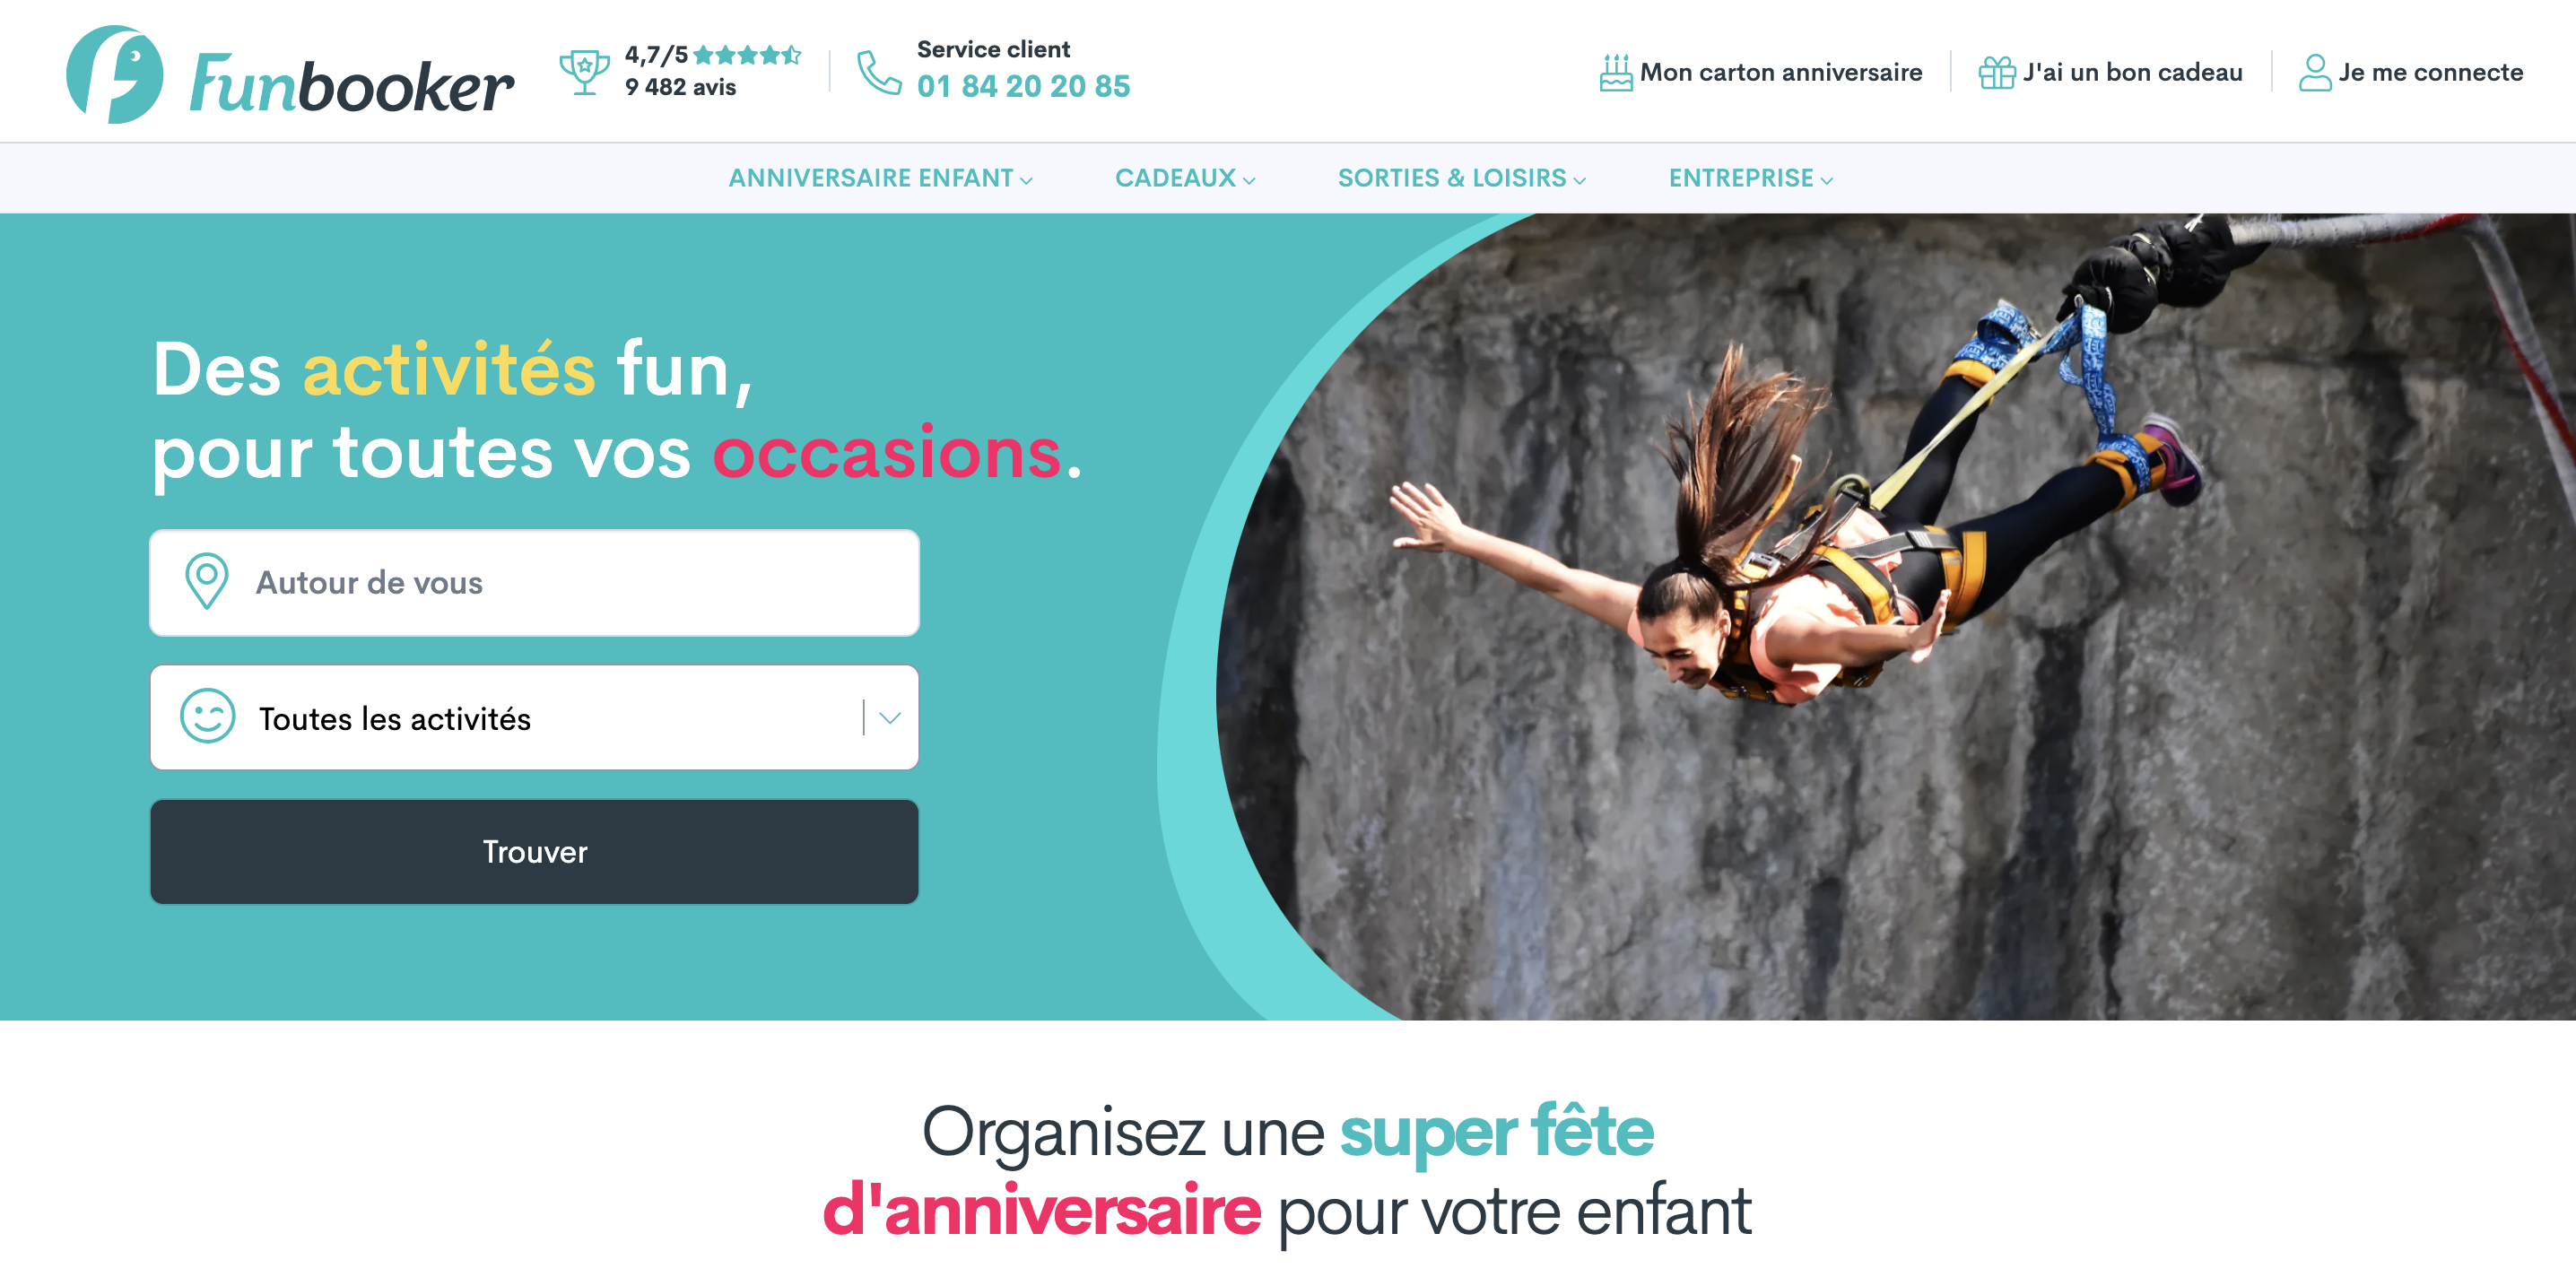 Funbooker
4,7/5
9 482 avis
Service client
01 84 20 20 85
Mon carton anniversaire
J'ai un bon cadeau
Je me connecte
ANNIVERSAIRE ENFANT
CADEAUX
SORTIES & LOISIRS
ENTREPRISE
Des activités fun,
pour toutes vos occasions.
Autour de vous
Toutes les activités
Trouver
Organisez une super fête
d'anniversaire pour votre enfant